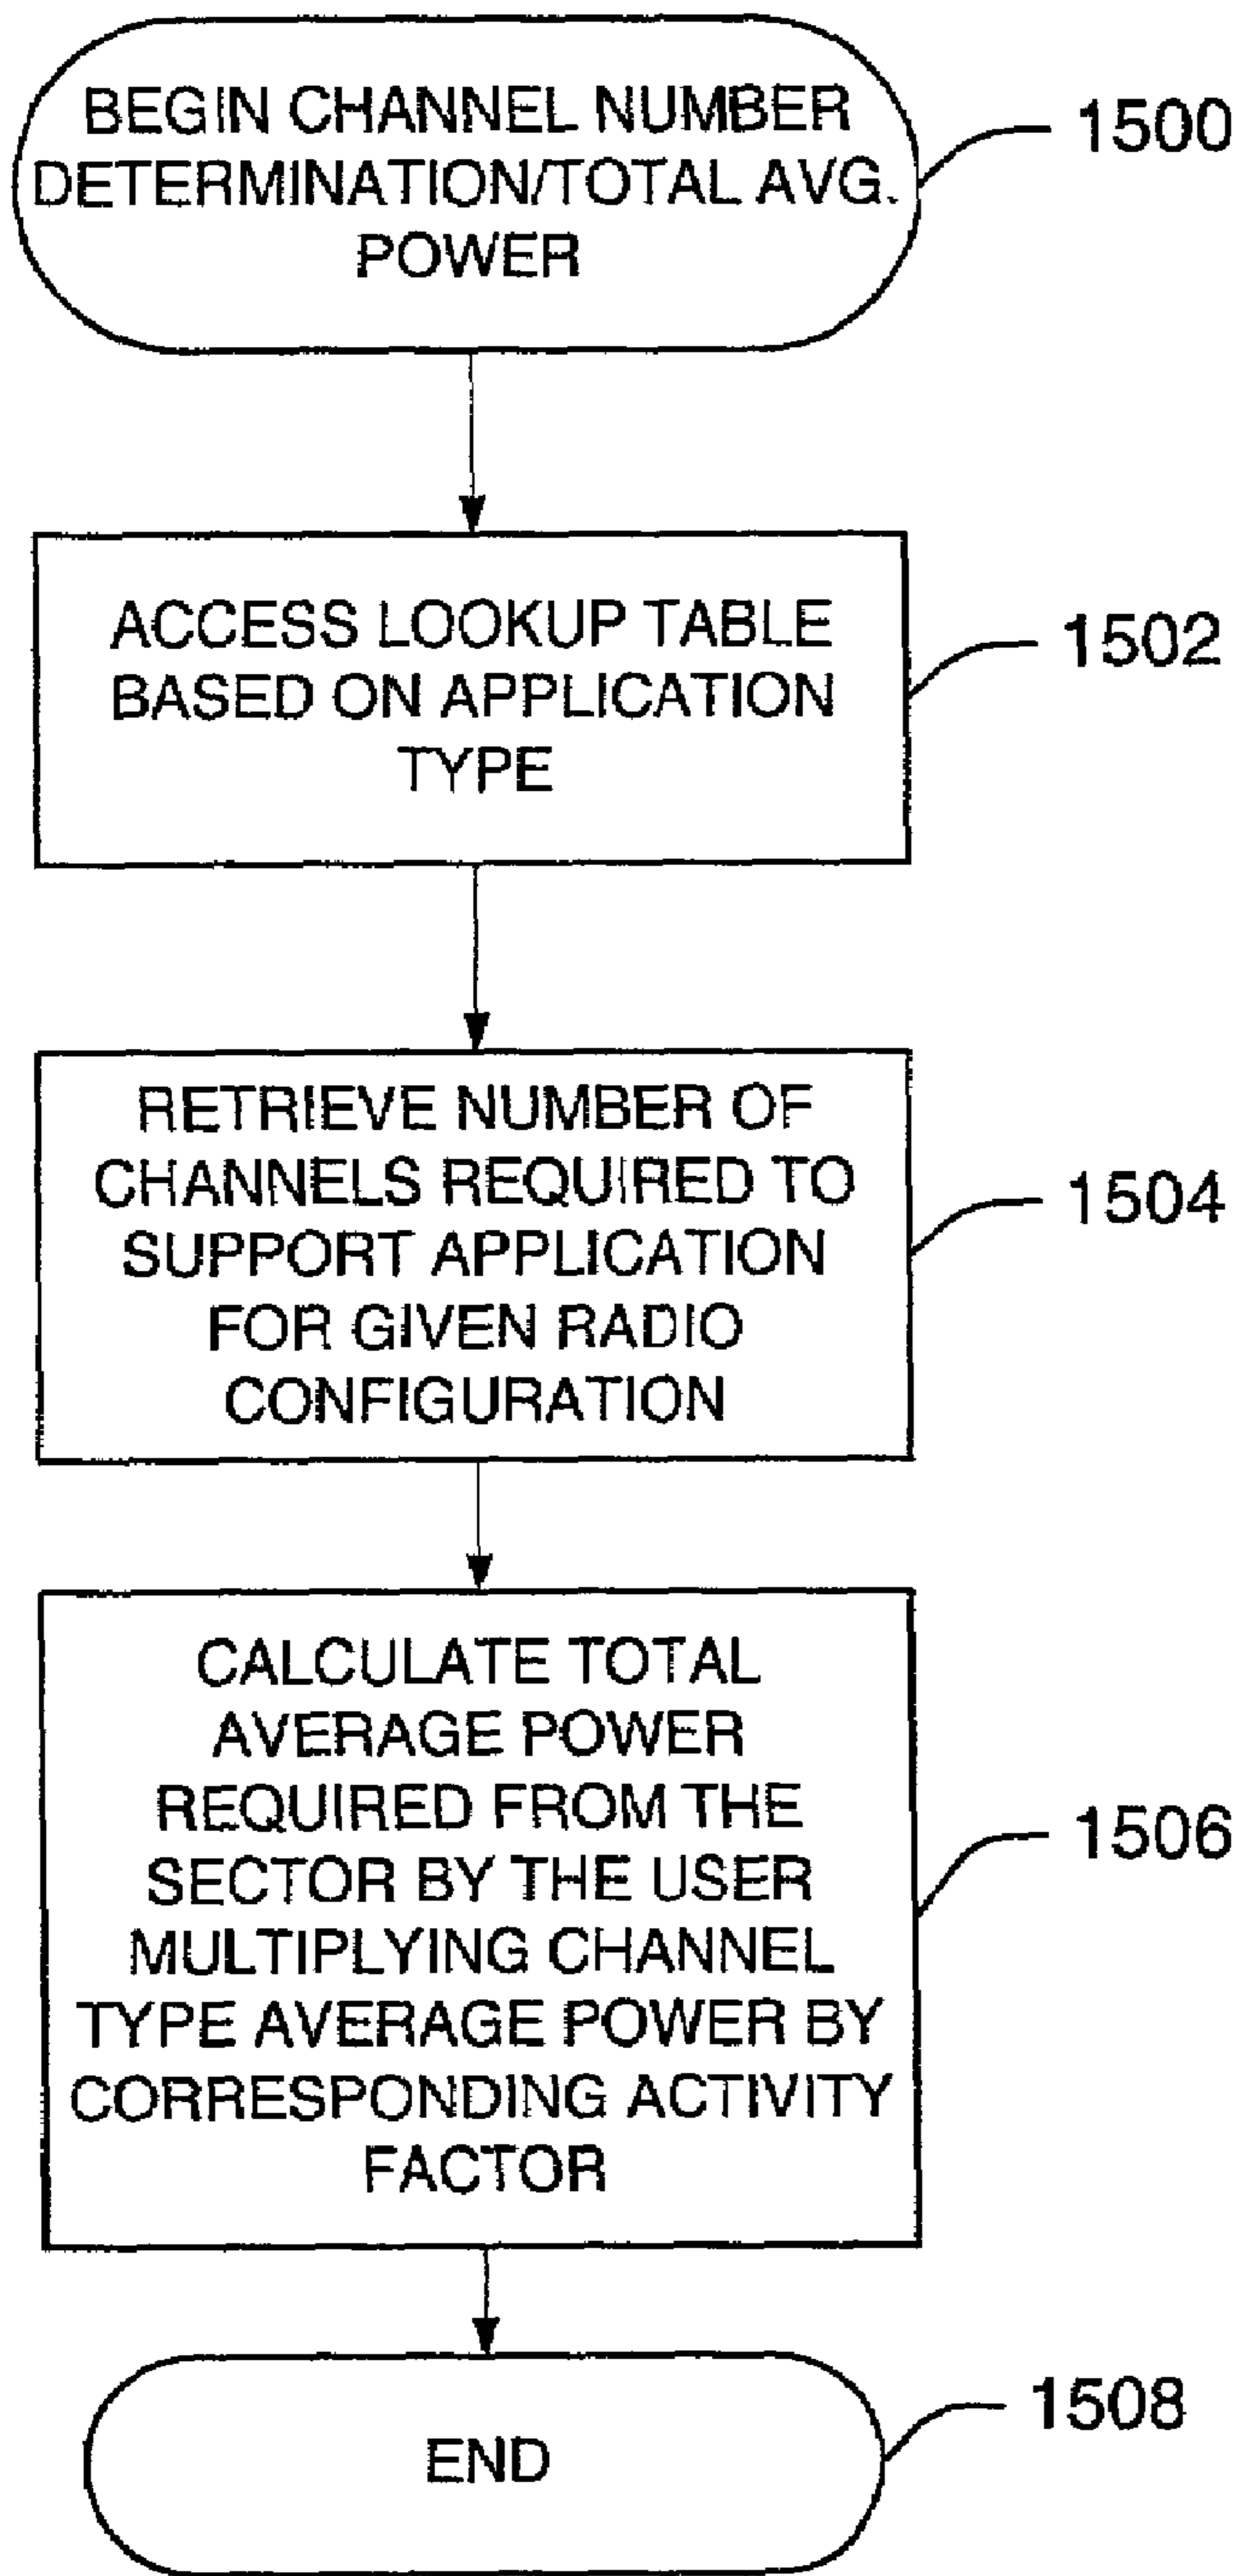 BEGIN CHANNEL NUMBER
DETERMINATION/TOTAL AVG.
POWER
1500
ACCESS LOOKUP TABLE
BASED ON APPLICATION
TYPE
1502
RETRIEVE NUMBER OF
CHANNELS REQUIRED TO
SUPPORT APPLICATION
FOR GIVEN RADIO
CONFIGURATION
1504
CALCULATE TOTAL
AVERAGE POWER
REQUIRED FROM THE
SECTOR BY THE USER
MULTIPLYING CHANNEL
TYPE AVERAGE POWER BY
CORRESPONDING ACTIVITY
FACTOR
1506
END
1508